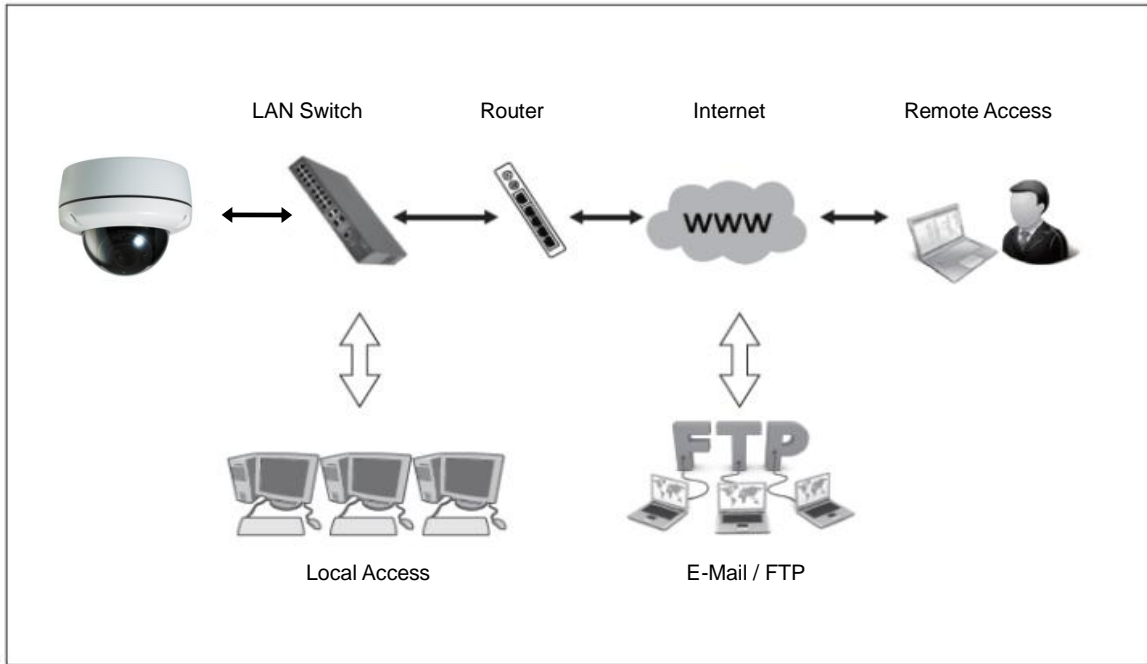 LAN Switch
Router
Internet
Remote Access
WWW
FTP
Local Access
E-Mail / FTP